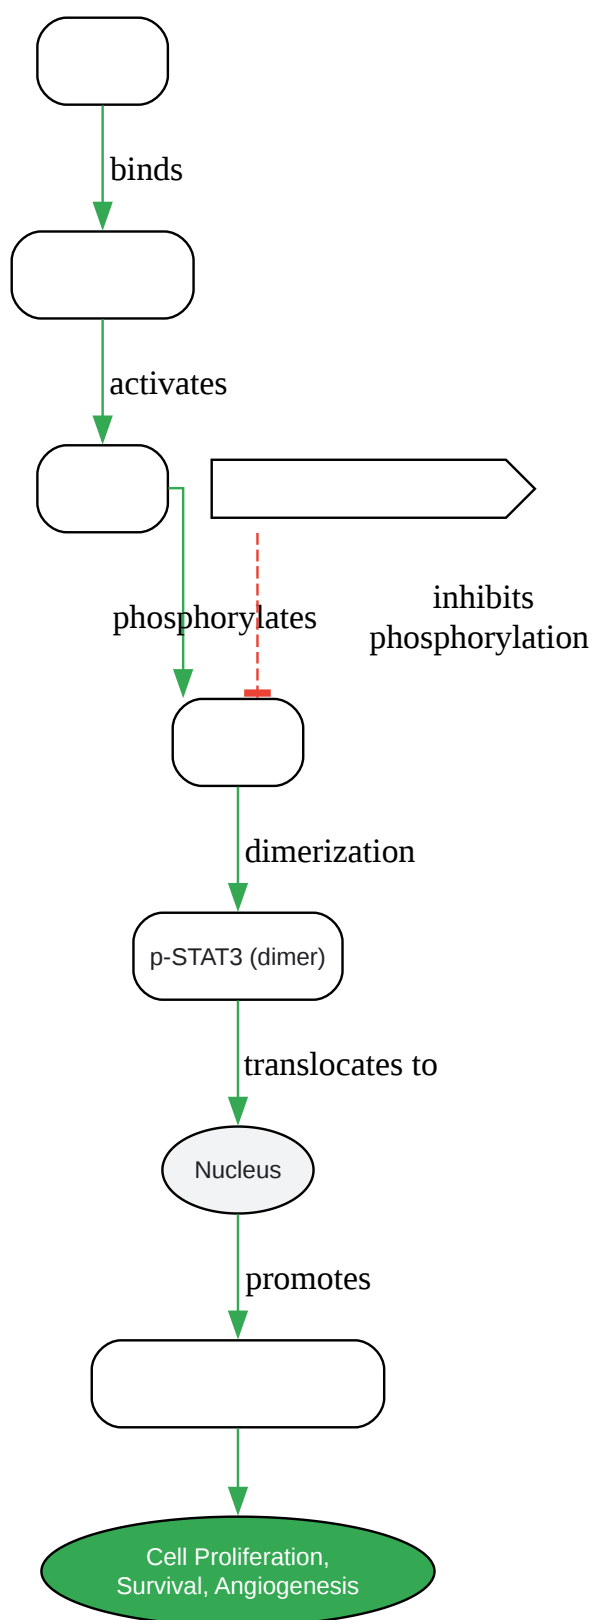 binds
activates
phosphorylates
inhibits
phosphorylation
dimerization
p-STAT3 (dimer)
translocates to
Nucleus
promotes
Cell Proliferation,
Survival, Angiogenesis